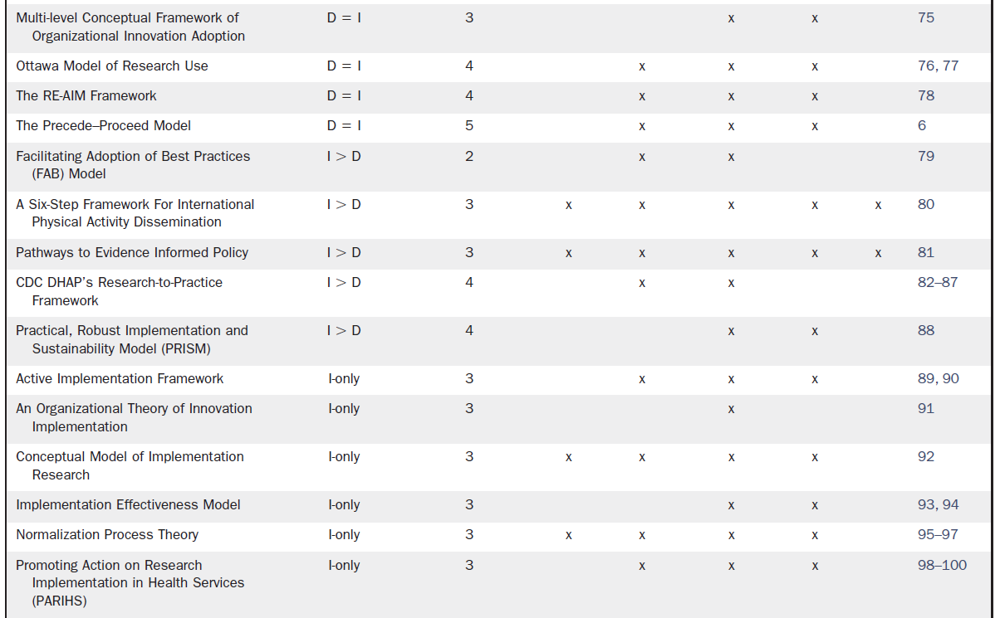 Multi-level Conceptual Framework of D = I 3 x x 75
Organizational Innovation Adoption
Ottawa Model of Research Use D = I 4 x x x 76, 77
The RE-AIM Framework D = I 4 x x x 78
The Precede–Proceed Model D = I 5 x x x 6
Facilitating Adoption of Best Practices I > D 2 x x 79
(FAB) Model
A Six-Step Framework For International I > D 3 x x x x x 80
Physical Activity Dissemination
Pathways to Evidence Informed Policy I > D 3 x x x x x 81
CDC DHAP’s Research-to-Practice I > D 4 x x 82–87
Framework
Practical, Robust Implementation and I > D 4 x x 88
Sustainability Model (PRISM)
Active Implementation Framework I-only 3 x x x 89, 90
An Organizational Theory of Innovation I-only 3 x 91
Implementation
Conceptual Model of Implementation I-only 3 x x x x 92
Research
Implementation Effectiveness Model I-only 3 x x 93, 94
Normalization Process Theory I-only 3 x x x x 95–97
Promoting Action on Research I-only 3 x x x 98–100
Implementation in Health Services
(PARIHS)